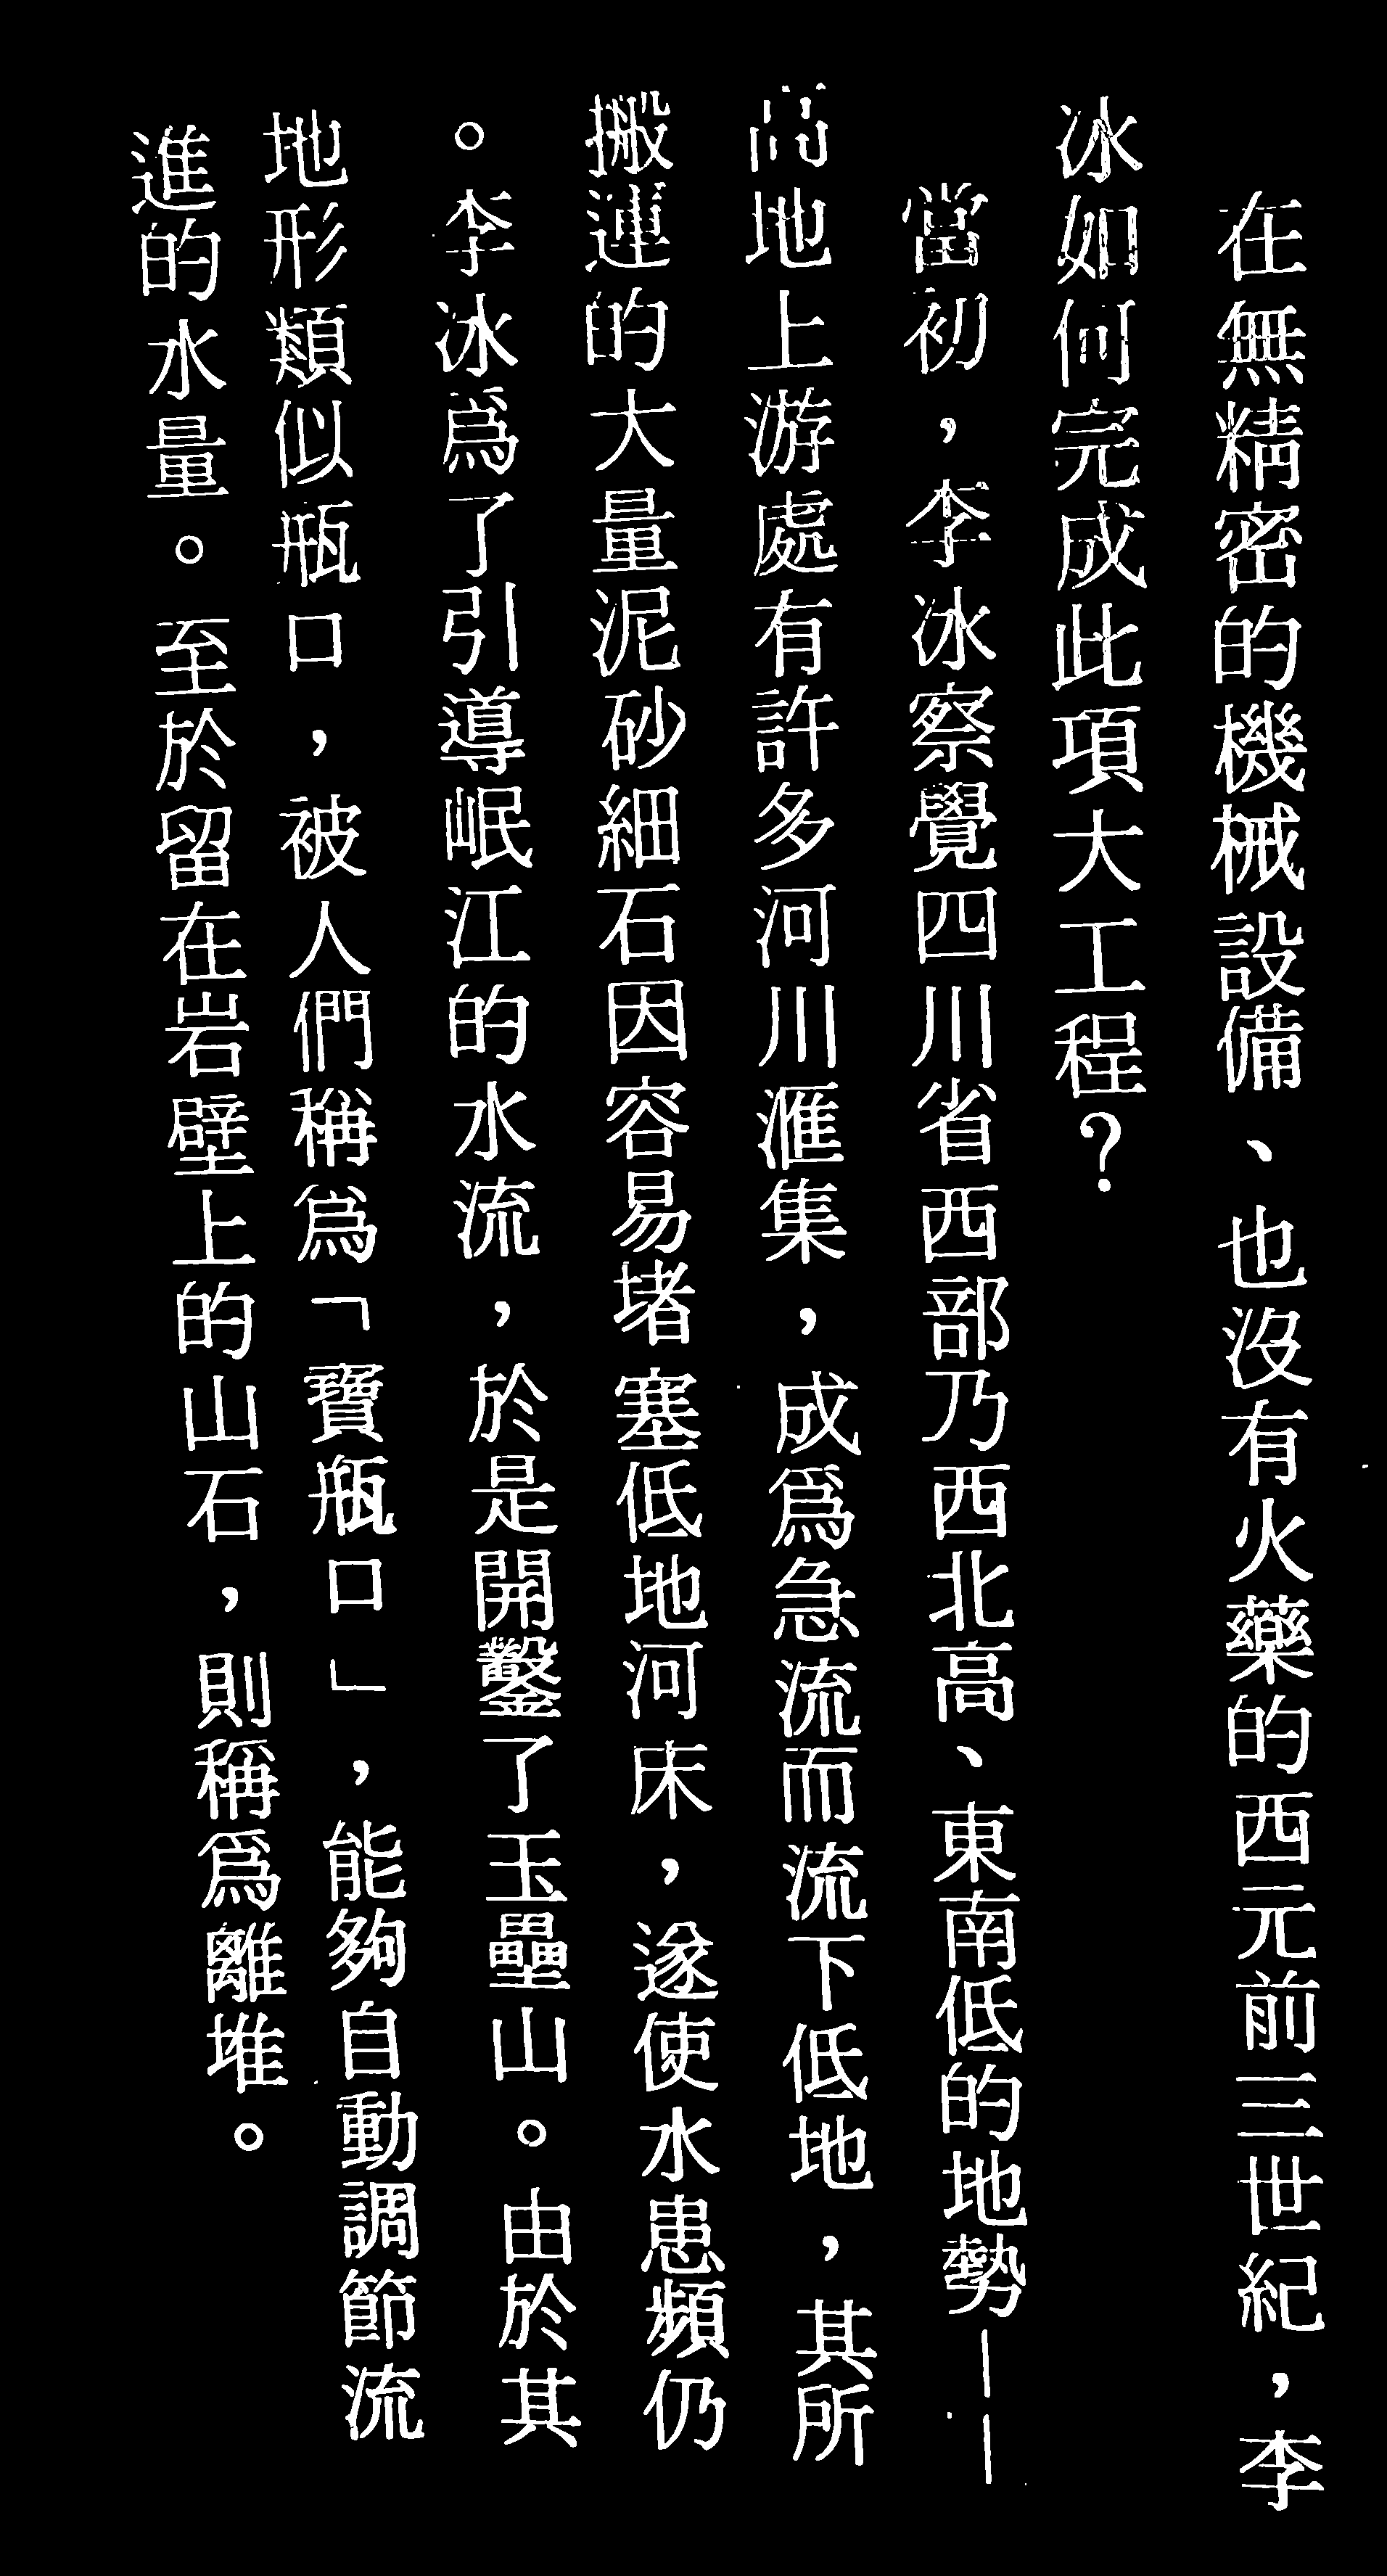 在無精密的機械設備、也沒有火藥的西元前三世紀，李
冰如何完成此項大工程？
當初，李冰察覺四川省西部乃西北高、東南低的地勢——
高地上游處有許多河川滙集，成爲急流而流下低地，其所
搬運的大量泥砂細石因容易堵塞低地河床，遂使水患頻仍
。李冰爲了引導岷江的水流，於是開鑿了玉壘山。由於其
地形類似瓶口，被人們稱爲「寶瓶口」，能夠自動調節流
進的水量。至於留在岩壁上的山石，則稱爲離堆。